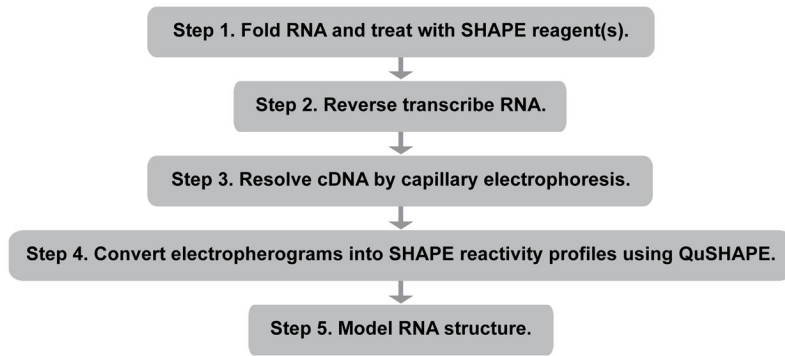 Step 1. Fold RNA and treat with SHAPE reagent(s).
Step 2. Reverse transcribe RNA.
Step 3. Resolve cDNA by capillary electrophoresis.
Step 4. Convert electropherograms into SHAPE reactivity profiles using QuSHAPE.
Step 5. Model RNA structure.